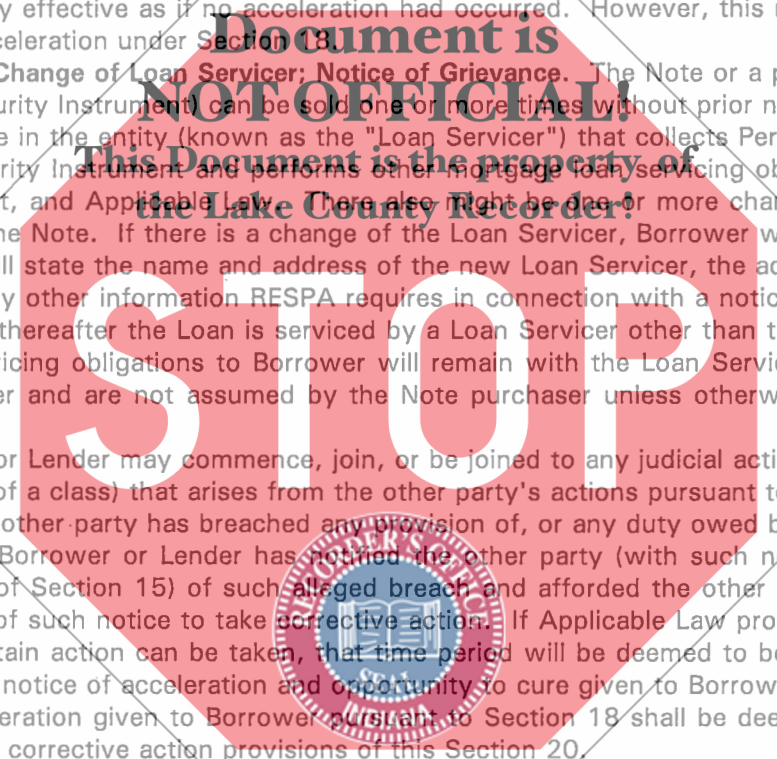 y effective as if no acceleration had occurred. However, this
celeration under Section 18.
Document is
Change of Loan Servicer; Notice of Grievance. The Note or a p
NOT OFFICIAL!
urity Instrument) can be sold one or more times without prior n
e in the entity (known as the "Loan Servicer") that collects Per
This Document is the property of
rity Instrument and performs other mortgage loan servicing ob
the Lake County Recorder!
t, and Applicable Law. There also might be one or more chan
he Note. If there is a change of the Loan Servicer, Borrower w
ll state the name and address of the new Loan Servicer, the ad
y other information RESPA requires in connection with a notic
thereafter the Loan is serviced by a Loan Servicer other than t
icing obligations to Borrower will remain with the Loan Servic
er and are not assumed by the Note purchaser unless otherw
STOP
or Lender may commence, join, or be joined to any judicial acti
of a class) that arises from the other party's actions pursuant t
other party has breached any provision of, or any duty owed b
Borrower or Lender has notified the other party (with such n
of Section 15) of such alleged breach and afforded the other
of such notice to take corrective action. If Applicable Law pro
tain action can be taken, that time period will be deemed to be
notice of acceleration and opportunity to cure given to Borrow
eration given to Borrower pursuant to Section 18 shall be dee
corrective action provisions of this Section 20.
RECORDER'S OFFICE
SEAL
INDIANA